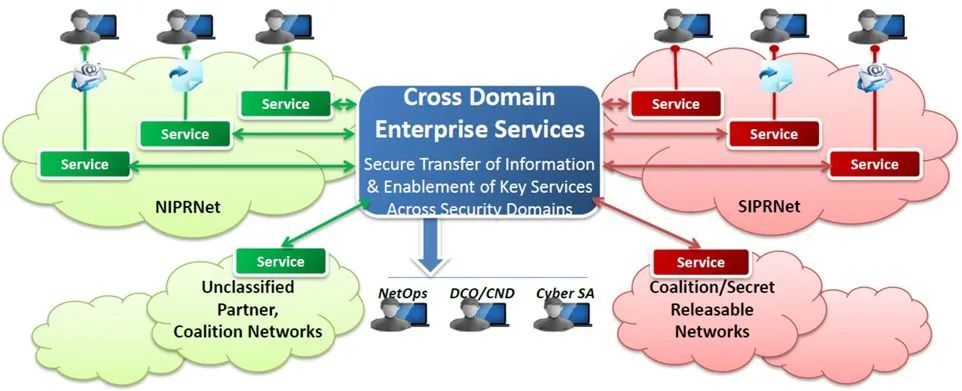 Cross Domain
Enterprise Services
Secure Transfer of Information
& Enablement of Key Services
Across Security Domains
Service
Service
Service
NIPRNet
Service
Service
Service
SIPRNet
Service
Unclassified
Partner,
Coalition Networks
NetOps
DCO/CND
Cyber SA
Service
Coalition/Secret
Releasable
Networks
@
@